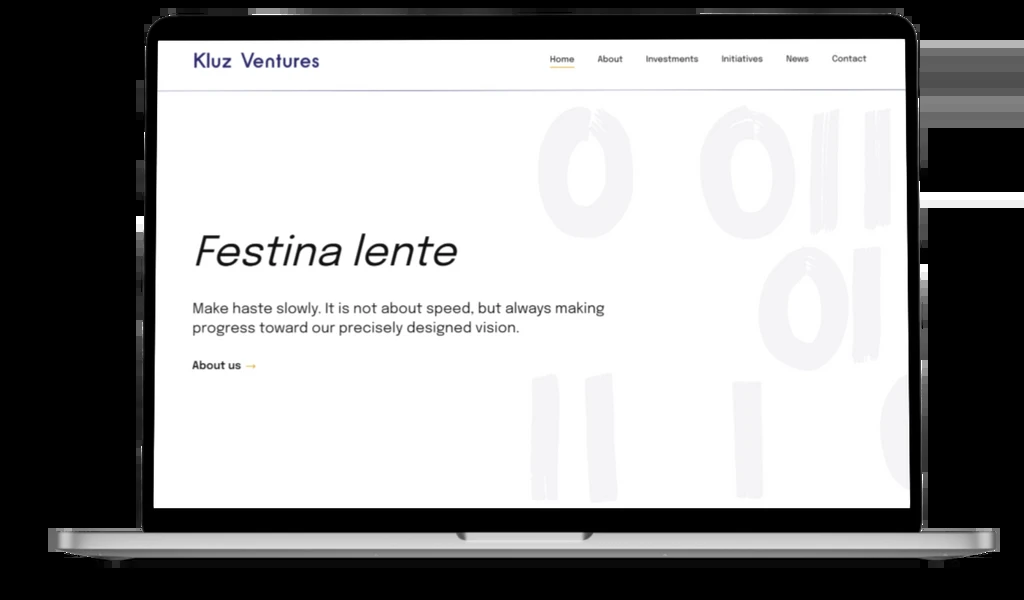 Kluz Ventures
Home About Investments Initiatives News Contact
Festina lente
Make haste slowly. It is not about speed, but always making
progress toward our precisely designed vision.
About us →